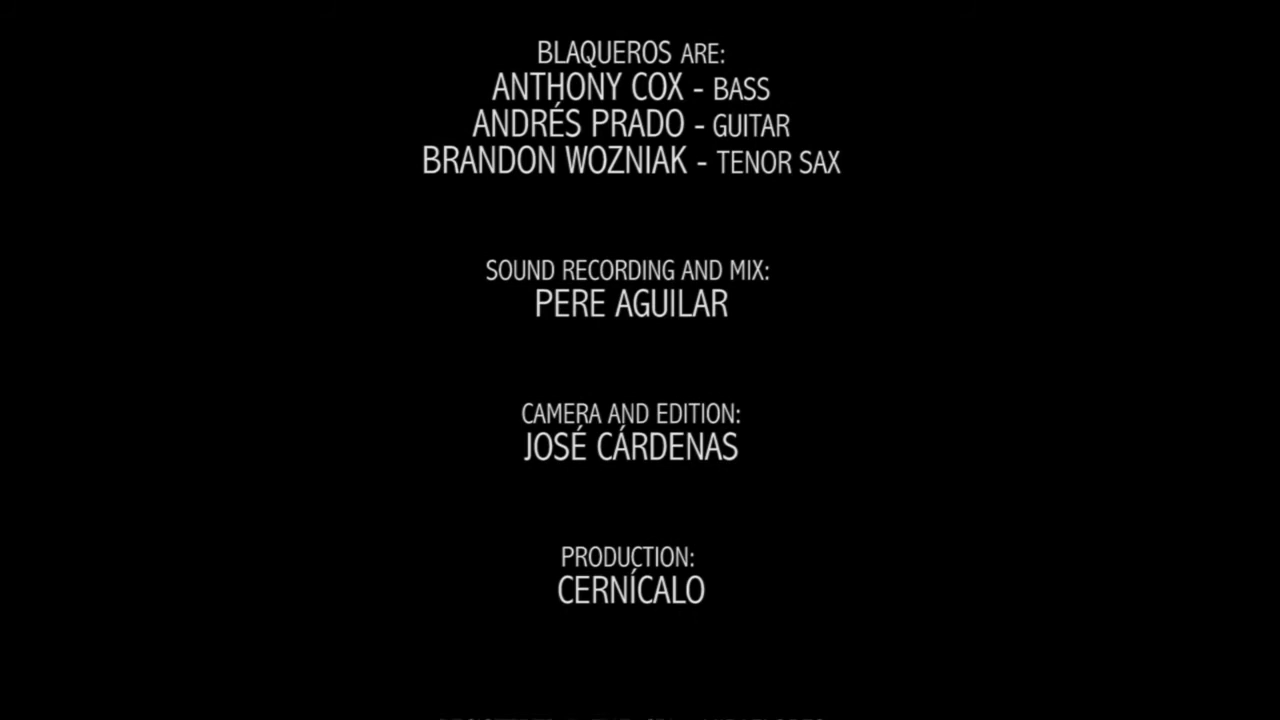 BLAQUEROS ARE:
ANTHONY COX - BASS
ANDRÉS PRADO - GUITAR
BRANDON WOZNIAK - TENOR SAX
SOUND RECORDING AND MIX:
PERE AGUILAR
CAMERA AND EDITION:
JOSÉ CÁRDENAS
PRODUCTION:
CERNÍCALO